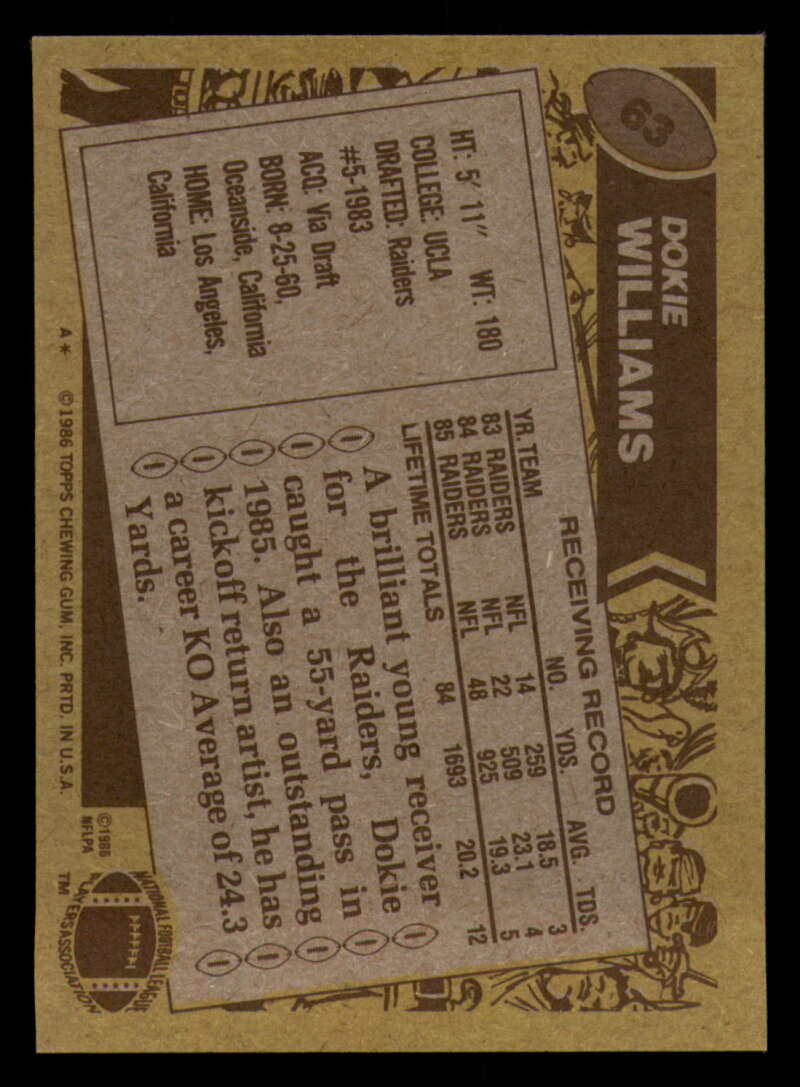 63
DOKIE
WILLIAMS
HT: 5' 11" WT: 180
COLLEGE: UCLA
DRAFTED: Raiders
#5-1983
ACQ: Via Draft
BORN: 8-25-60,
Oceanside, California
HOME: Los Angeles,
California
RECEIVING RECORD
YR. TEAM NO. YDS. AVG. TDS.
83 RAIDERS NFL 14 259 18.5 3
84 RAIDERS NFL 22 509 23.1 4
85 RAIDERS NFL 48 925 19.3 5
LIFETIME TOTALS 84 1693 20.2 12
A brilliant young receiver
for the Raiders, Dokie
caught a 55-yard pass in
1985. Also an outstanding
kickoff return artist, he has
a career KO Average of 24.3
Yards.
A* ©1986 TOPPS CHEWING GUM, INC. PRTD. IN U.S.A.
©1986
NFLPA
NATIONAL FOOTBALL LEAGUE
PLAYERS ASSOCIATION
TM